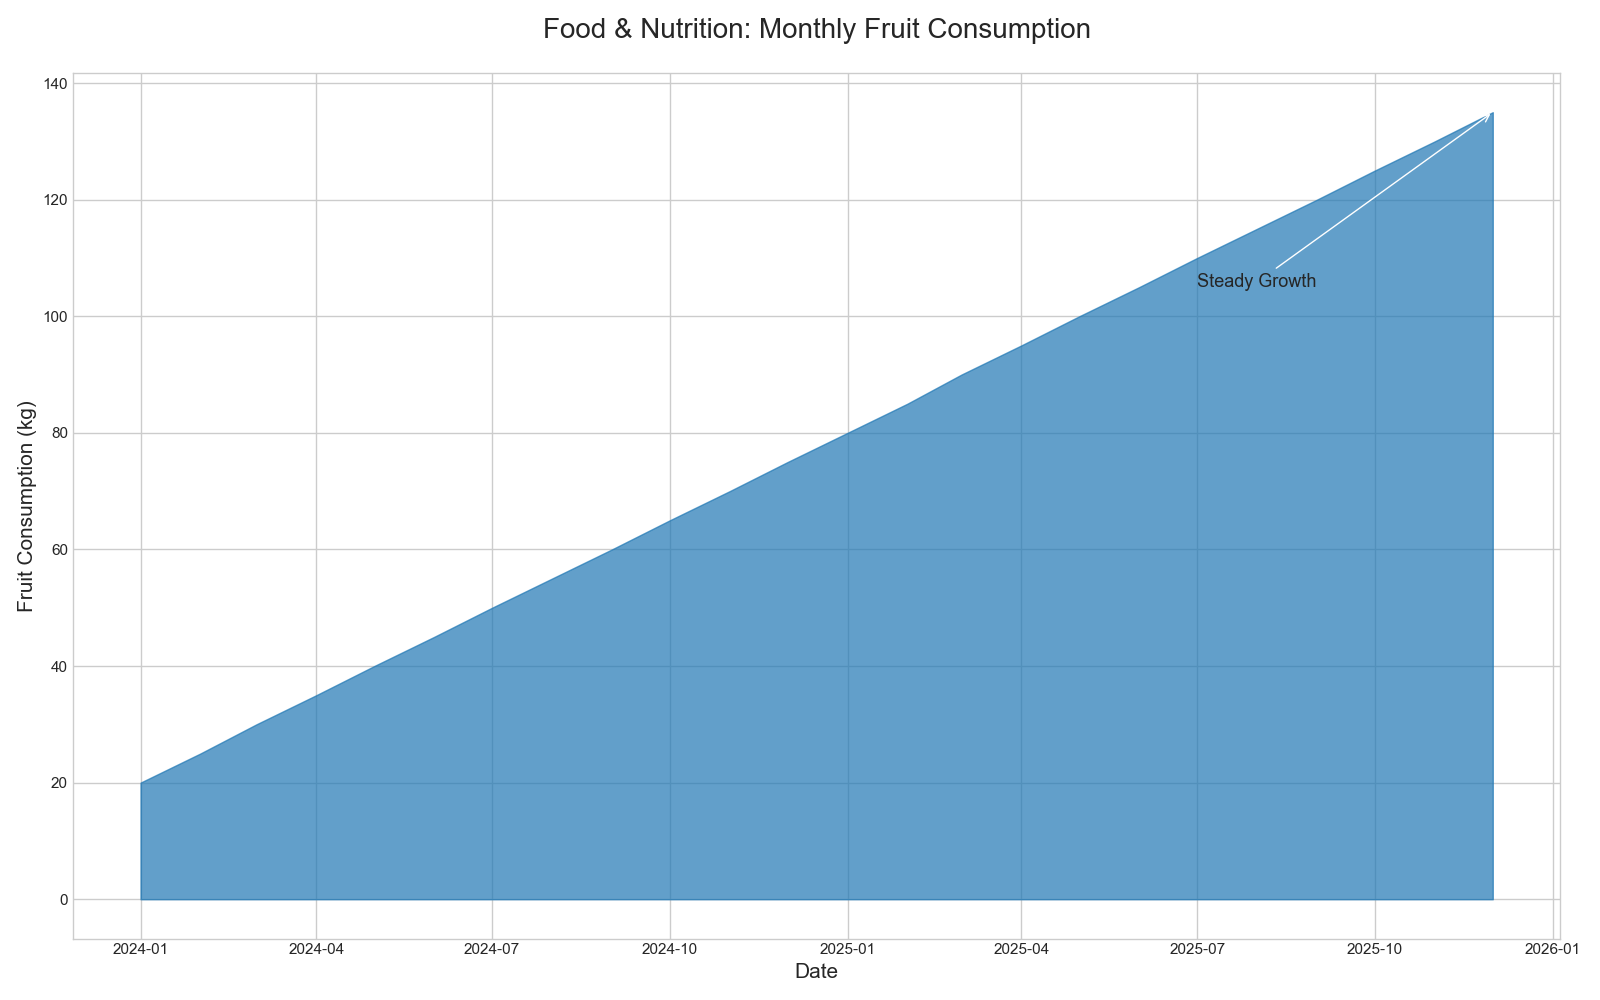 Food & Nutrition: Monthly Fruit Consumption
Fruit Consumption (kg)
140
120
100
80
60
40
20
0
Steady Growth
2024-01 2024-04 2024-07 2024-10 2025-01 2025-04 2025-07 2025-10 2026-01
Date